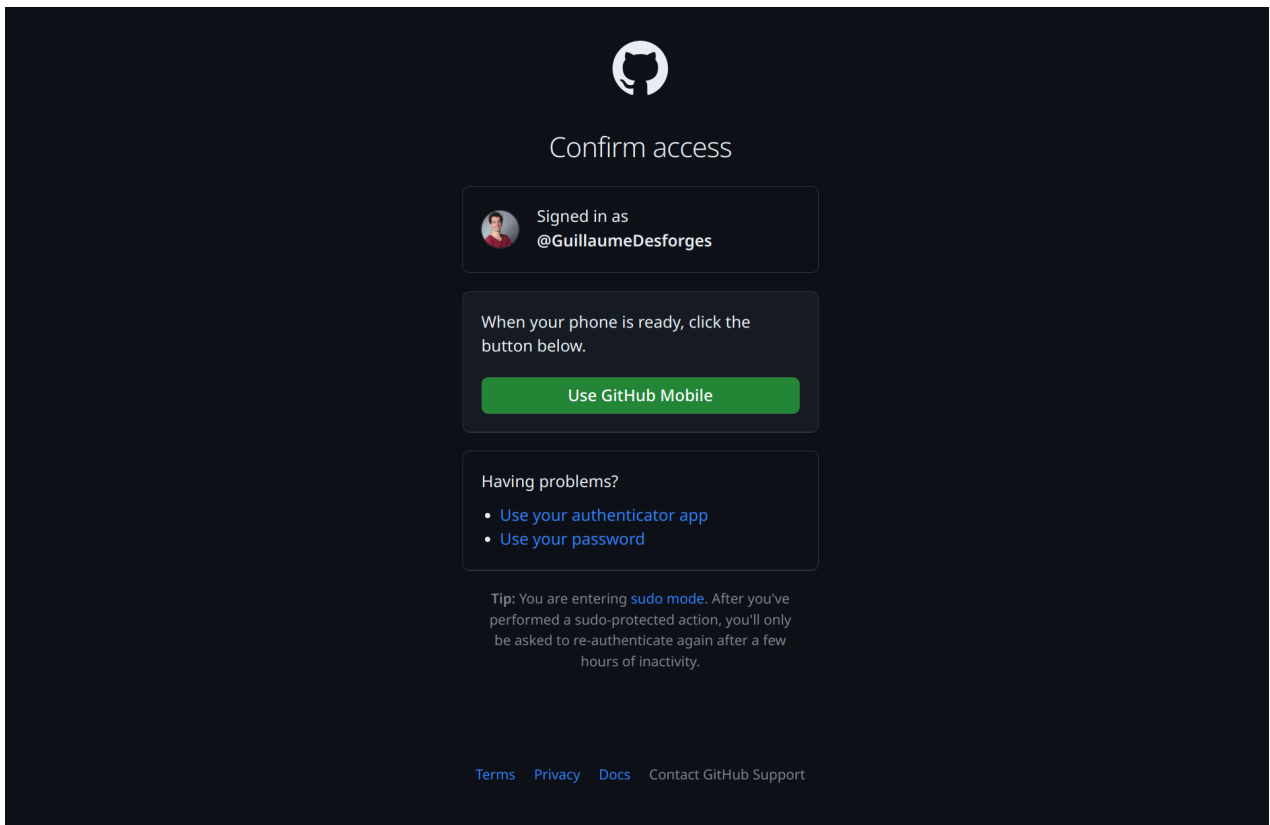 Confirm access
Signed in as
@GuillaumeDesforges
When your phone is ready, click the
button below.
Use GitHub Mobile
Having problems?
Use your authenticator app
Use your password
Tip: You are entering sudo mode. After you've
performed a sudo-protected action, you'll only
be asked to re-authenticate again after a few
hours of inactivity.
Terms Privacy Docs Contact GitHub Support